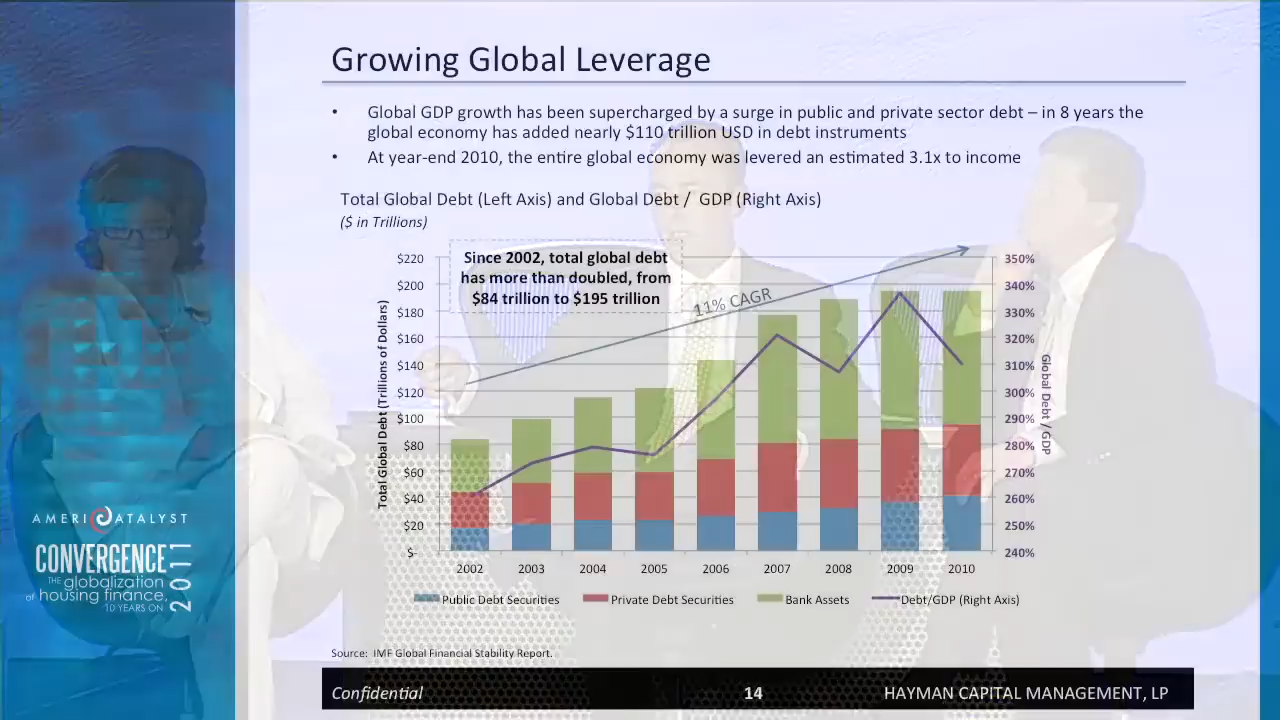 Growing Global Leverage
• Global GDP growth has been supercharged by a surge in public and private sector debt – in 8 years the
global economy has added nearly $110 trillion USD in debt instruments
• At year-end 2010, the entire global economy was levered an estimated 3.1x to income
Total Global Debt (Left Axis) and Global Debt / GDP (Right Axis)
($ in Trillions)
Since 2002, total global debt
has more than doubled, from
$84 trillion to $195 trillion
11% CAGR
Total Global Debt (Trillions of Dollars)
$220
$200
$180
$160
$140
$120
$100
$80
$60
$40
$20
$-
350%
340%
330%
320%
310%
300%
290%
280%
270%
260%
250%
240%
Global Debt / GDP
2002 2003 2004 2005 2006 2007 2008 2009 2010
Public Debt Securities Private Debt Securities Bank Assets Debt/GDP (Right Axis)
Source: IMF Global Financial Stability Report.
Confidential 14 HAYMAN CAPITAL MANAGEMENT, LP
AMERICATALYST
CONVERGENCE
THE globalization
of housing finance,
10 YEARS ON
2011